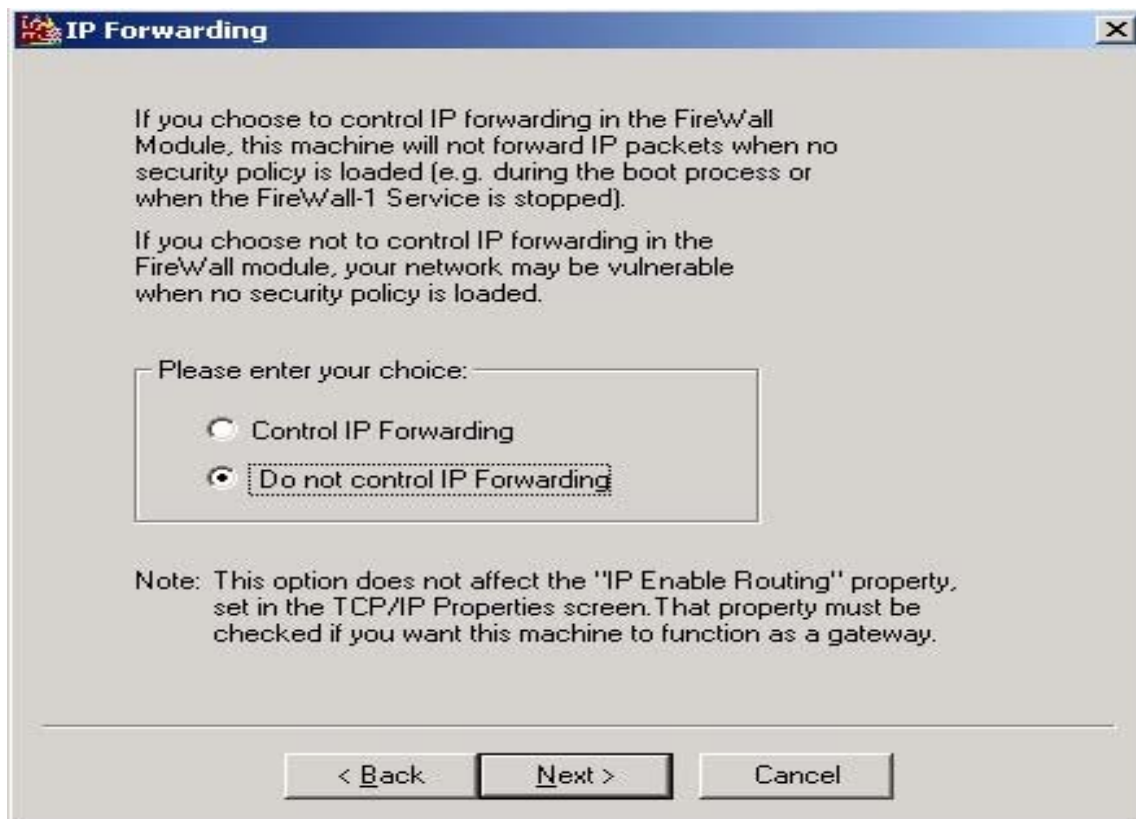 IP Forwarding
If you choose to control IP forwarding in the FireWall
Module, this machine will not forward IP packets when no
security policy is loaded (e.g. during the boot process or
when the FireWall-1 Service is stopped).
If you choose not to control IP forwarding in the
FireWall module, your network may be vulnerable
when no security policy is loaded.
Please enter your choice:
Control IP Forwarding
Do not control IP Forwarding
Note: This option does not affect the "IP Enable Routing" property,
set in the TCP/IP Properties screen.That property must be
checked if you want this machine to function as a gateway.
< Back Next > Cancel